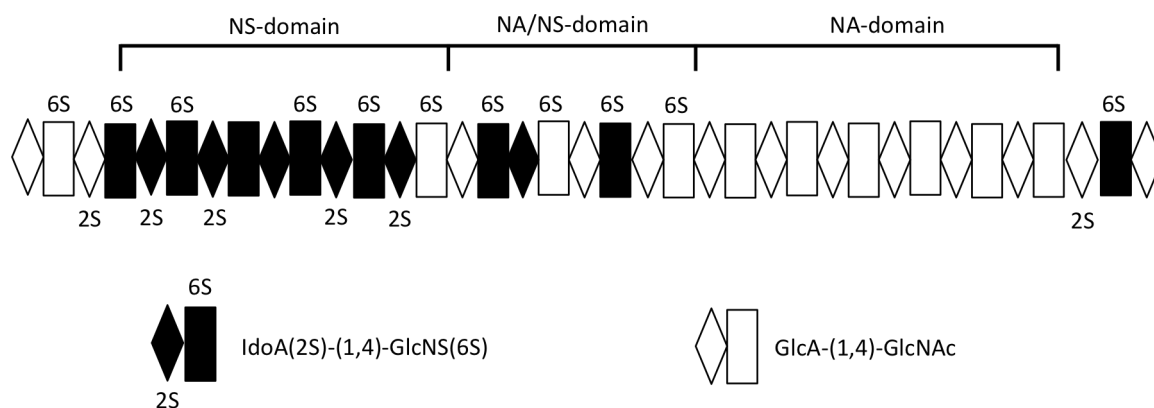 NS-domain NA/NS-domain NA-domain
6S 6S 6S 6S 6S 6S 6S 6S 6S 6S 6S
2S 2S 2S 2S 2S 2S
6S
IdoA(2S)-(1,4)-GlcNS(6S) GlcA-(1,4)-GlcNAc
2S